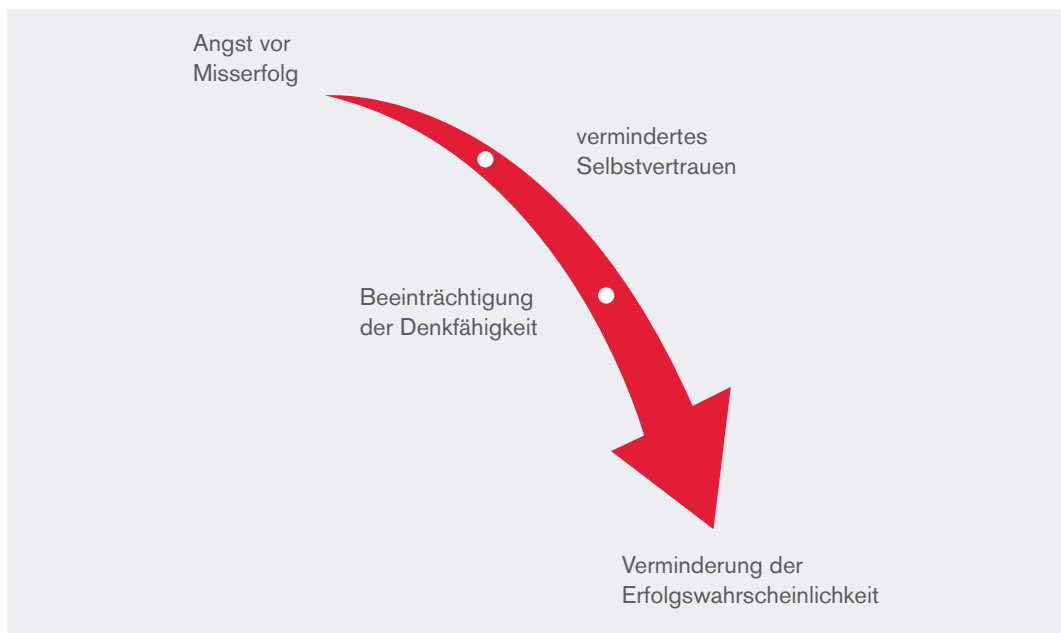 Angst vor
Misserfolg
vermindertes
Selbstvertrauen
Beeinträchtigung
der Denkfähigkeit
Verminderung der
Erfolgswahrscheinlichkeit